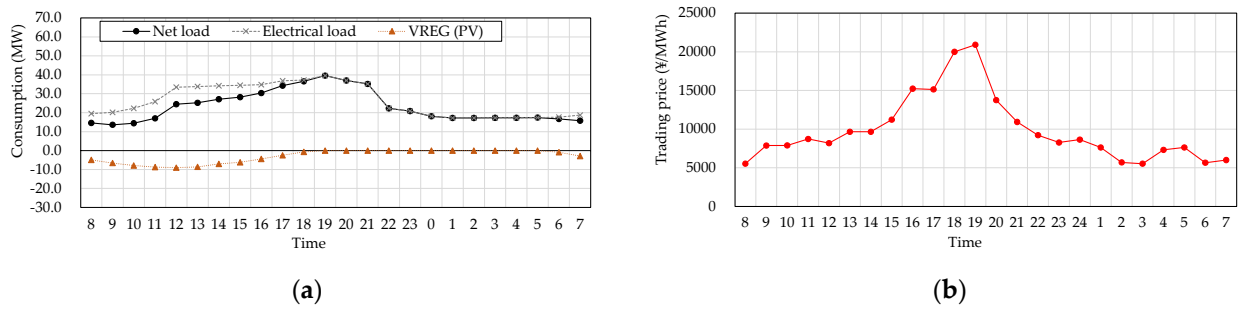 Net load Electrical load VREG (PV)
Consumption (MW)
70.0
60.0
50.0
40.0
30.0
20.0
10.0
0.0
-10.0
-20.0
-30.0
8 9 10 11 12 13 14 15 16 17 18 19 20 21 22 23 0 1 2 3 4 5 6 7
Time
(a)
Trading price (¥/MWh)
25000
20000
15000
10000
5000
0
8 9 10 11 12 13 14 15 16 17 18 19 20 21 22 23 24 1 2 3 4 5 6 7
Time
(b)